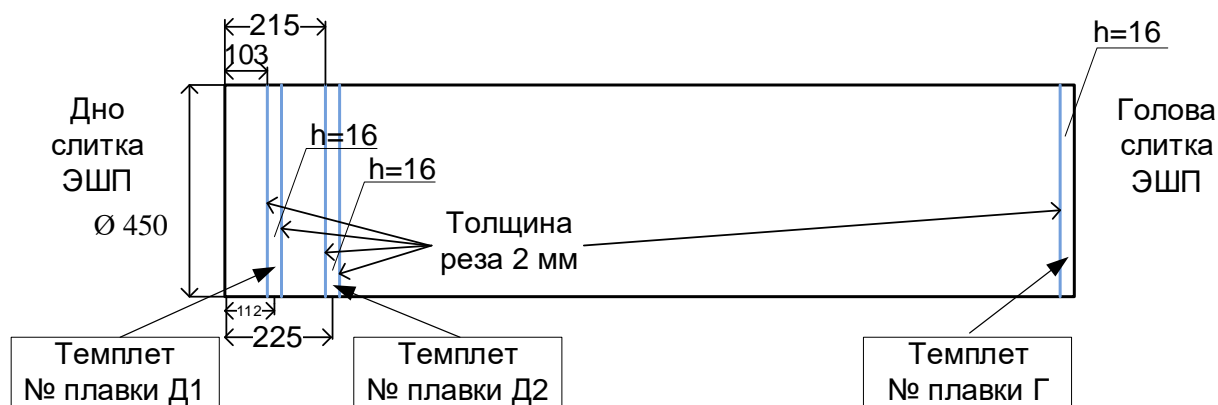 215
103
h=16
Дно
слитка
ЭШП
h=16
h=16
Голова
слитка
ЭШП
Ø 450
Толщина
реза 2 мм
112
225
Темплет
№ плавки Д1
Темплет
№ плавки Д2
Темплет
№ плавки Г